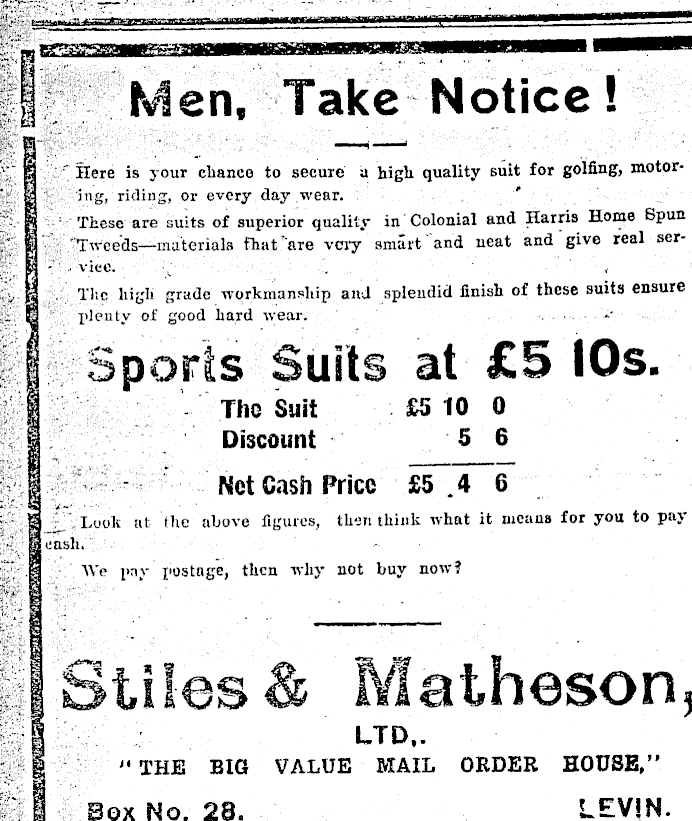 Men, Take Notice!
Here is your chance to secure a high quality suit for golfing, motor-
ing, riding, or every day wear.
These are suits of superior quality in Colonial and Harris Home Spun
Tweeds—materials that are very smart and neat and give real ser-
vice.
The high grade workmanship and splendid finish of these suits ensure
plenty of good hard wear.
Sports Suits at £5 10s.
The Suit £5 10 0
Discount 5 6
Net Cash Price £5 4 6
Look at the above figures, then think what it means for you to pay
cash.
We pay postage, then why not buy now?
Stiles & Matheson,
LTD,.
"THE BIG VALUE MAIL ORDER HOUSE,"
Box No. 28. LEVIN.